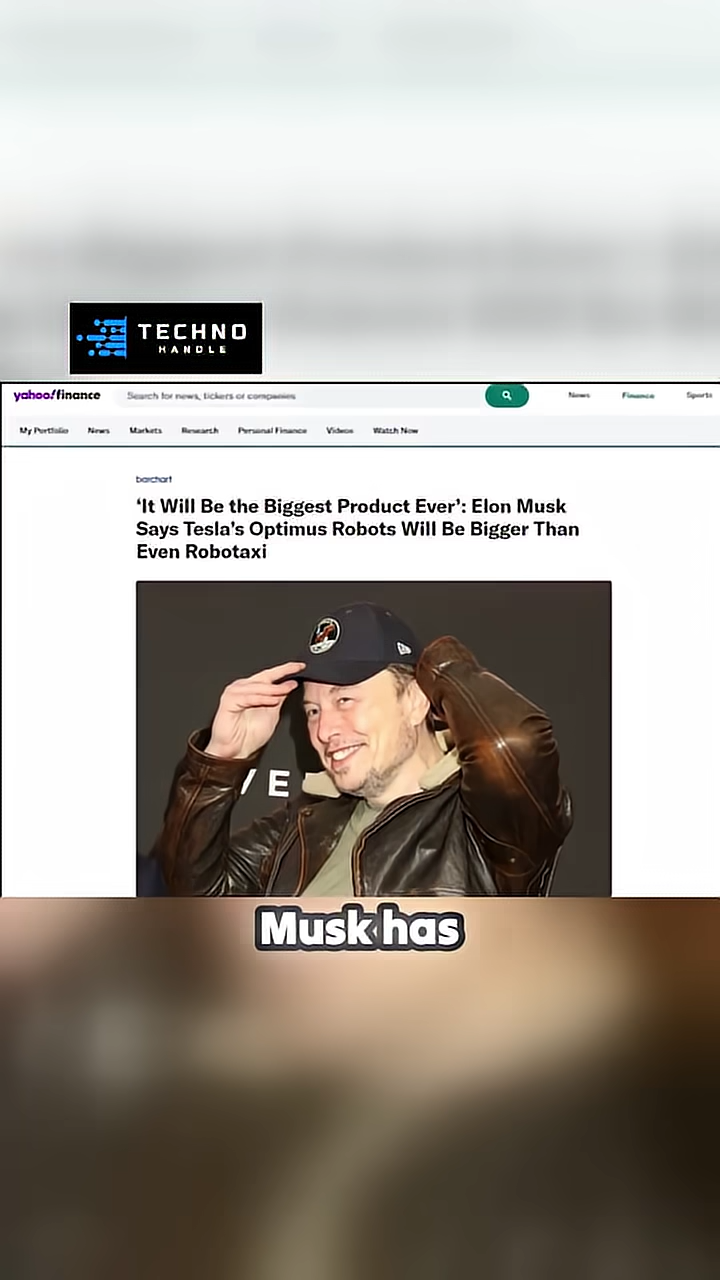 TECHNO
HANDLE
yahoo!finance
Search for news, tickers or companies
News
Finance
Sports
My Portfolio
News
Markets
Research
Personal Finance
Videos
Watch Now
barchart
‘It Will Be the Biggest Product Ever’: Elon Musk
Says Tesla’s Optimus Robots Will Be Bigger Than
Even Robotaxi
VE
Musk has